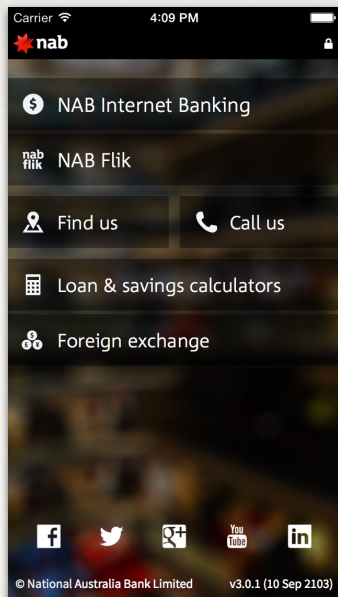 Carrier 4:09 PM
nab
NAB Internet Banking
nab
flik
NAB Flik
Find us
Call us
Loan & savings calculators
Foreign exchange
You
Tube
in
© National Australia Bank Limited v3.0.1 (10 Sep 2103)